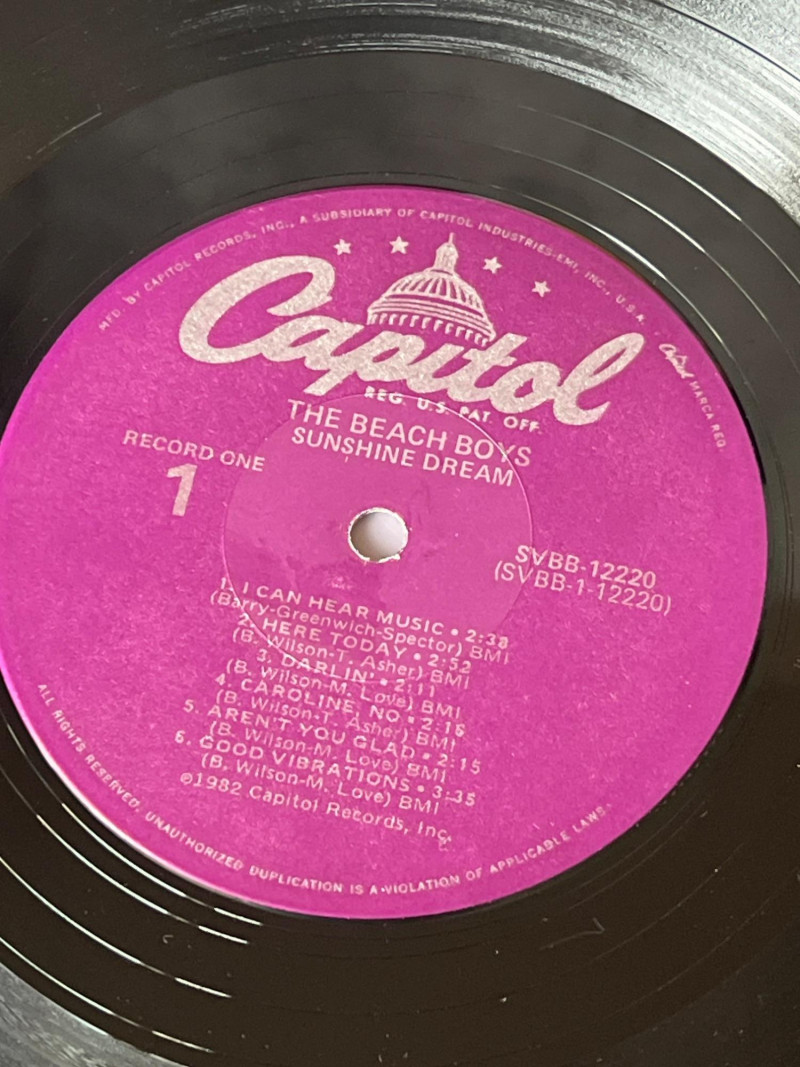 MFD. BY CAPITOL RECORDS, INC., A SUBSIDIARY OF CAPITOL INDUSTRIES-EMI, INC., U.S.A. • Capitol MARCA REG.
Capitol
REG. U.S. PAT. OFF.
THE BEACH BOYS
SUNSHINE DREAM
RECORD ONE
1
SVBB-12220
(SVBB-1-12220)
1. I CAN HEAR MUSIC • 2:38
(Barry-Greenwich-Spector) BMI
2. HERE TODAY • 2:52
(B. Wilson-T. Asher) BMI
3. DARLIN' • 2:11
(B. Wilson-M. Love) BMI
4. CAROLINE, NO • 2:16
(B. Wilson-T. Asher) BMI
5. AREN'T YOU GLAD • 2:15
(B. Wilson-M. Love) BMI
6. GOOD VIBRATIONS • 3:35
(B. Wilson-M. Love) BMI
℗1982 Capitol Records, Inc.
ALL RIGHTS RESERVED. UNAUTHORIZED DUPLICATION IS A VIOLATION OF APPLICABLE LAWS.